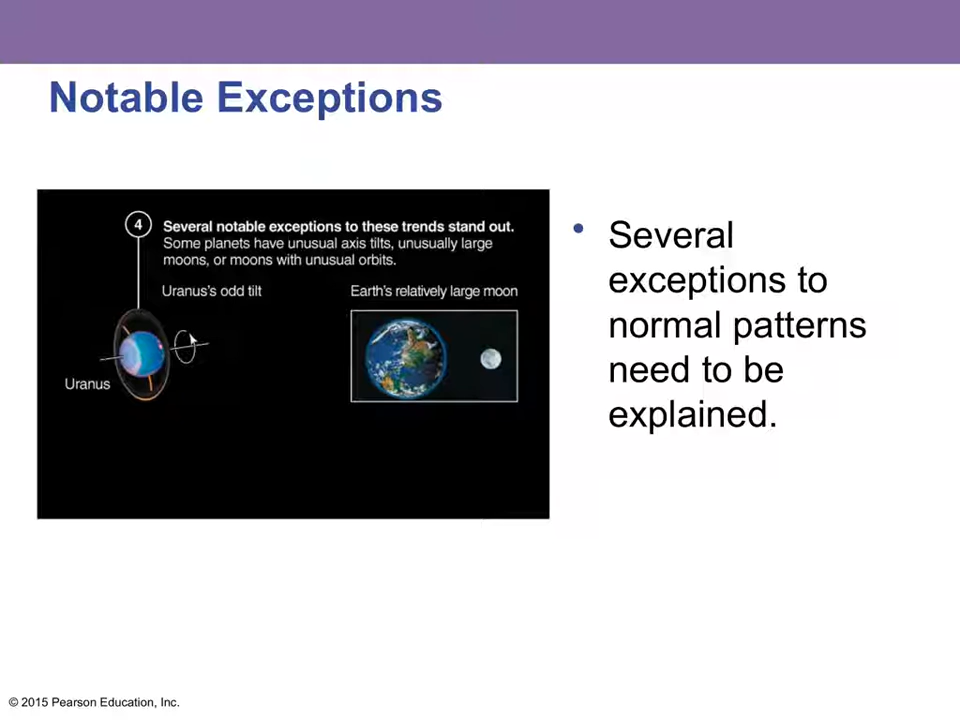 Notable Exceptions
4
Several notable exceptions to these trends stand out.
Some planets have unusual axis tilts, unusually large
moons, or moons with unusual orbits.
Uranus's odd tilt
Earth's relatively large moon
Uranus
• Several
exceptions to
normal patterns
need to be
explained.
© 2015 Pearson Education, Inc.